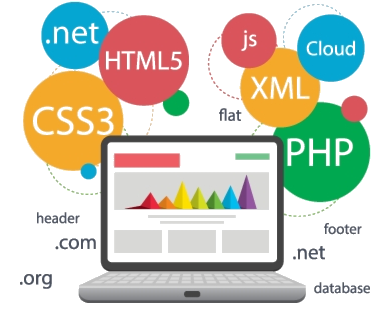 .net
HTML5
CSS3
js
Cloud
XML
flat
PHP
header
.com
.org
footer
.net
database